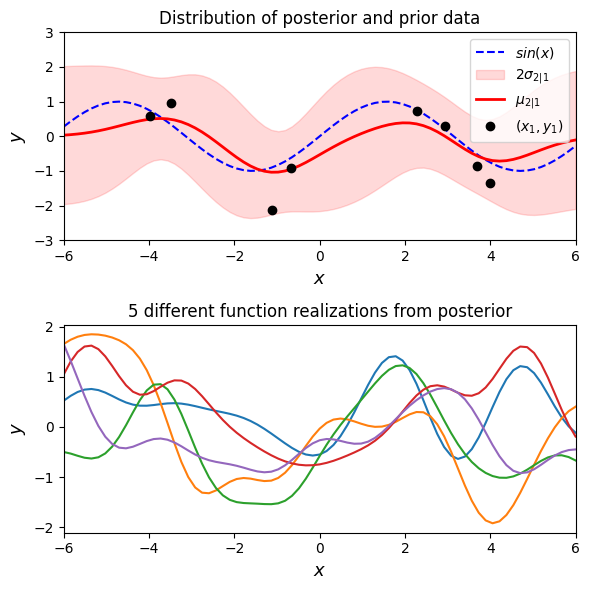 Distribution of posterior and prior data
3
2
1
0
−1
−2
−3
y
sin(x)
2σ2|1
μ2|1
(x1, y1)
−6 −4 −2 0 2 4 6
x
5 different function realizations from posterior
2
1
0
−1
−2
y
−6 −4 −2 0 2 4 6
x